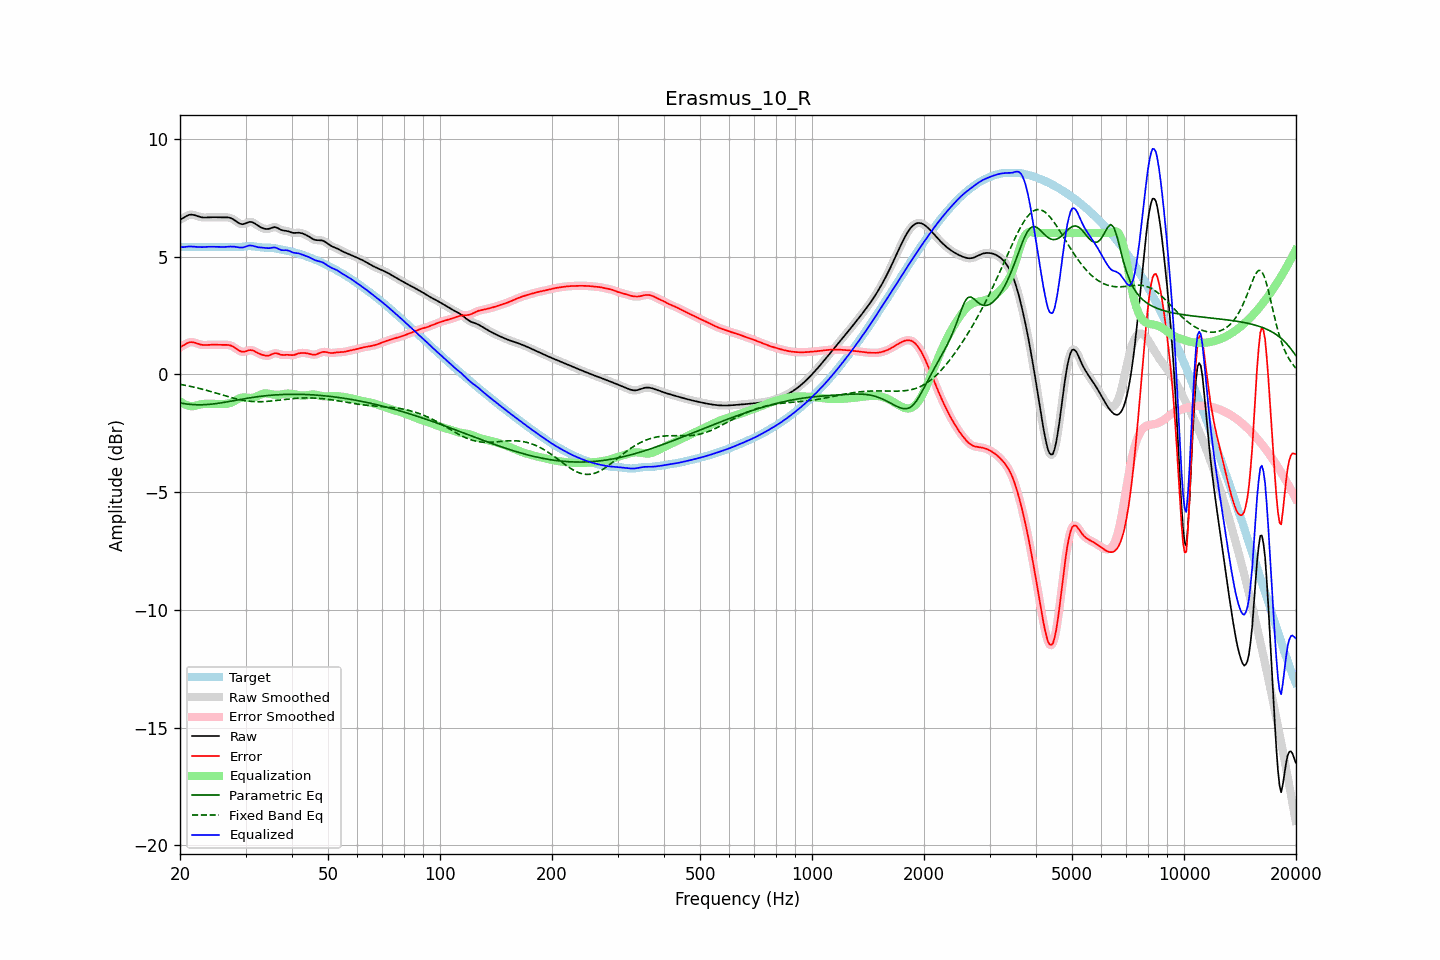 Erasmus_10_R
Amplitude (dBr)
10
5
0
−5
−10
−15
−20
Target
Raw Smoothed
Error Smoothed
Raw
Error
Equalization
Parametric Eq
Fixed Band Eq
Equalized
20 50 100 200 500 1000 2000 5000 10000 20000
Frequency (Hz)